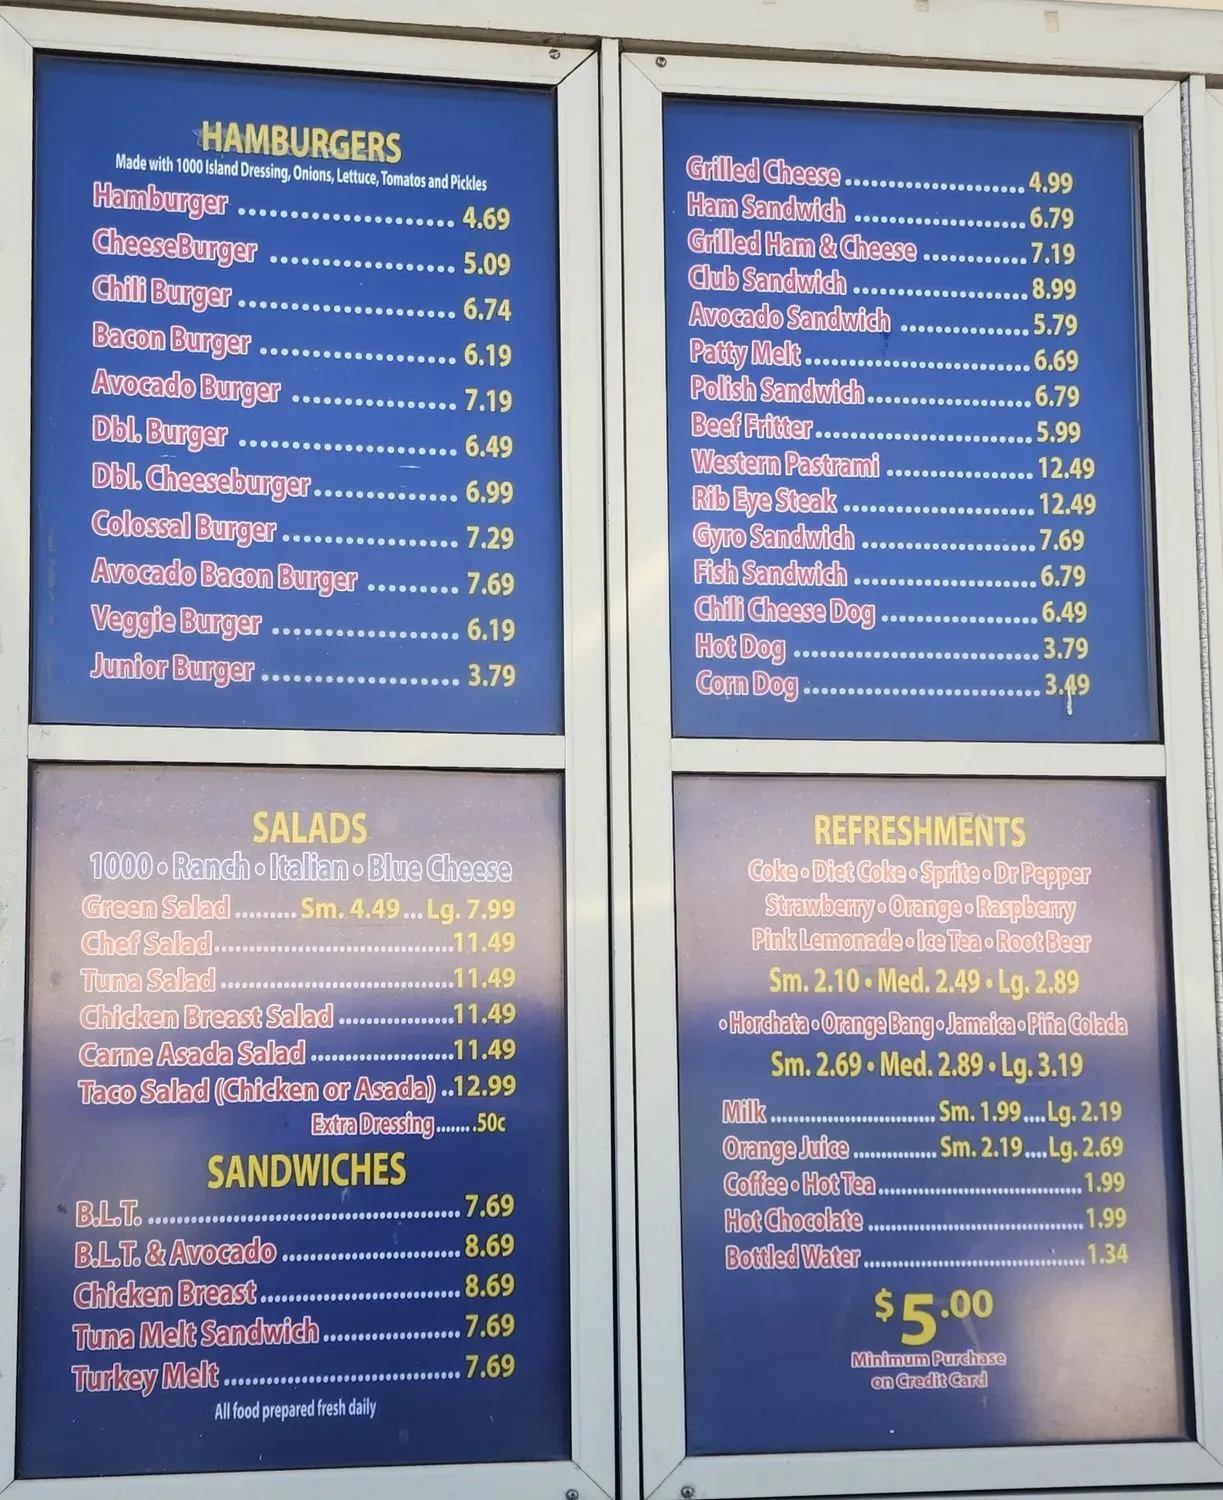 HAMBURGERS
Made with 1000 Island Dressing, Onions, Lettuce, Tomatos and Pickles
Hamburger .................... 4.69
CheeseBurger ................. 5.09
Chili Burger .................... 6.74
Bacon Burger .................. 6.19
Avocado Burger ............... 7.19
Dbl. Burger .................... 6.49
Dbl. Cheeseburger ............. 6.99
Colossal Burger ................ 7.29
Avocado Bacon Burger ......... 7.69
Veggie Burger ................. 6.19
Junior Burger .................. 3.79
SALADS
1000 • Ranch • Italian • Blue Cheese
Green Salad ......... Sm. 4.49 ... Lg. 7.99
Chef Salad ................................ 11.49
Tuna Salad ................................ 11.49
Chicken Breast Salad ................ 11.49
Carne Asada Salad .................... 11.49
Taco Salad (Chicken or Asada) .. 12.99
Extra Dressing ....... .50c
SANDWICHES
B.L.T. ................................ 7.69
B.L.T. & Avocado ................ 8.69
Chicken Breast .................... 8.69
Tuna Melt Sandwich ............. 7.69
Turkey Melt ........................ 7.69
All food prepared fresh daily
Grilled Cheese ..................... 4.99
Ham Sandwich .................... 6.79
Grilled Ham & Cheese ............ 7.19
Club Sandwich .................... 8.99
Avocado Sandwich ............... 5.79
Patty Melt .......................... 6.69
Polish Sandwich ................... 6.79
Beef Fritter ......................... 5.99
Western Pastrami ................. 12.49
Rib Eye Steak ...................... 12.49
Gyro Sandwich .................... 7.69
Fish Sandwich ..................... 6.79
Chili Cheese Dog .................. 6.49
Hot Dog ............................. 3.79
Corn Dog ............................ 3.49
REFRESHMENTS
Coke • Diet Coke • Sprite • Dr Pepper
Strawberry • Orange • Raspberry
Pink Lemonade • Ice Tea • Root Beer
Sm. 2.10 • Med. 2.49 • Lg. 2.89
• Horchata • Orange Bang • Jamaica • Piña Colada
Sm. 2.69 • Med. 2.89 • Lg. 3.19
Milk .......................... Sm. 1.99 .... Lg. 2.19
Orange Juice ............. Sm. 2.19 .... Lg. 2.69
Coffee • Hot Tea ................................ 1.99
Hot Chocolate ................................ 1.99
Bottled Water ................................ 1.34
$5.00
Minimum Purchase
on Credit Card